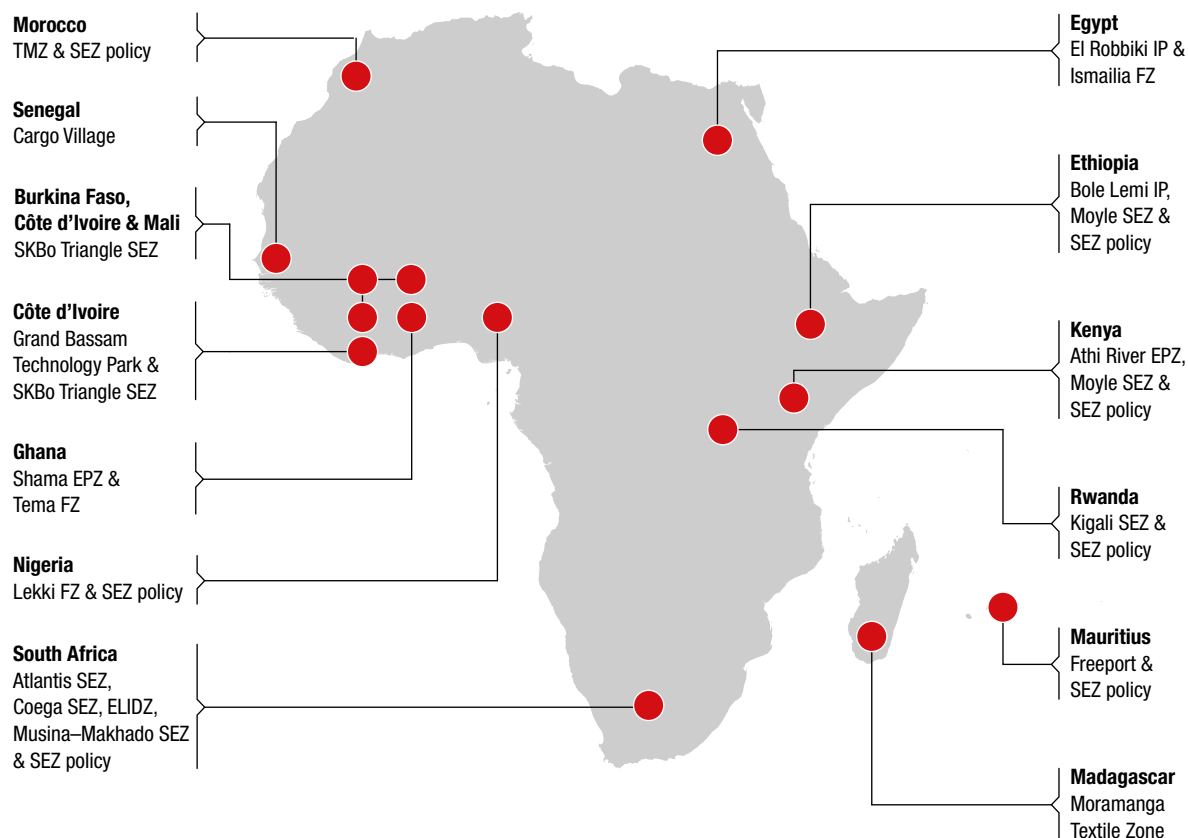 Morocco
TMZ & SEZ policy
Senegal
Cargo Village
Burkina Faso,
Côte d’Ivoire & Mali
SKBo Triangle SEZ
Côte d’Ivoire
Grand Bassam
Technology Park &
SKBo Triangle SEZ
Ghana
Shama EPZ &
Tema FZ
Nigeria
Lekki FZ & SEZ policy
South Africa
Atlantis SEZ,
Coega SEZ, ELIDZ,
Musina–Makhado SEZ
& SEZ policy
Egypt
El Robbiki IP &
Ismailia FZ
Ethiopia
Bole Lemi IP,
Moyle SEZ &
SEZ policy
Kenya
Athi River EPZ,
Moyle SEZ &
SEZ policy
Rwanda
Kigali SEZ &
SEZ policy
Mauritius
Freeport &
SEZ policy
Madagascar
Moramanga
Textile Zone